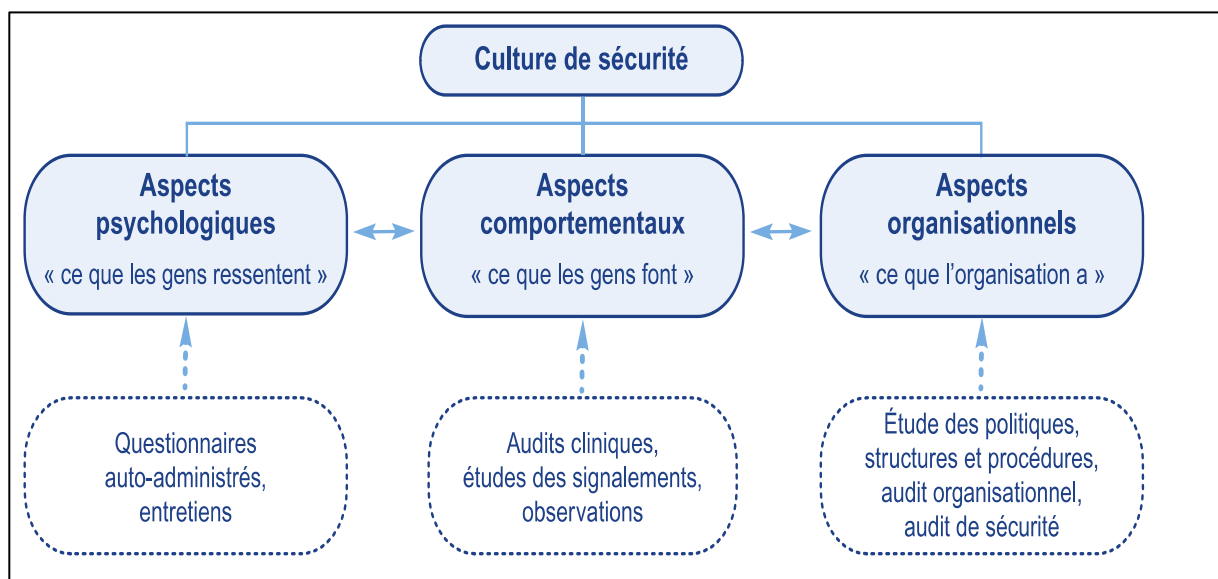 Culture de sécurité
Aspects
psychologiques
« ce que les gens ressentent »
Aspects
comportementaux
« ce que les gens font »
Aspects
organisationnels
« ce que l’organisation a »
Questionnaires
auto-administrés,
entretiens
Audits cliniques,
études des signalements,
observations
Étude des politiques,
structures et procédures,
audit organisationnel,
audit de sécurité